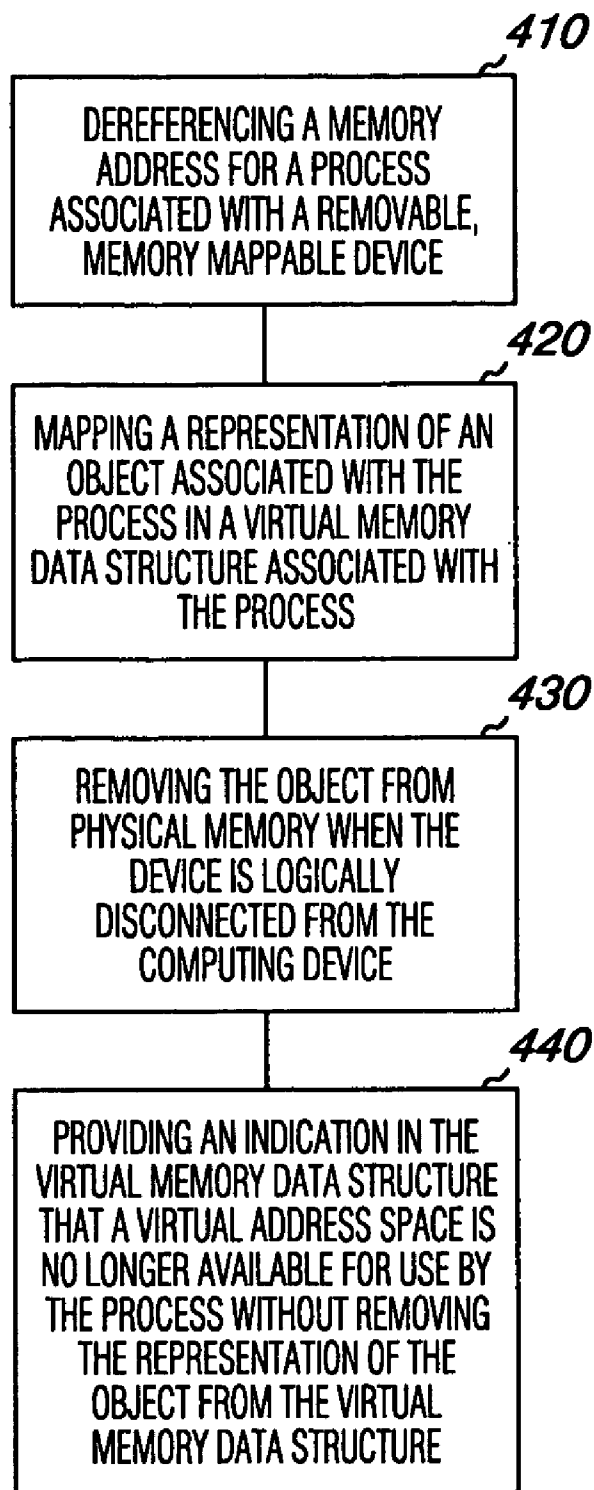 410
DEREFERENCING A MEMORY
ADDRESS FOR A PROCESS
ASSOCIATED WITH A REMOVABLE,
MEMORY MAPPABLE DEVICE
420
MAPPING A REPRESENTATION OF AN
OBJECT ASSOCIATED WITH THE
PROCESS IN A VIRTUAL MEMORY
DATA STRUCTURE ASSOCIATED WITH
THE PROCESS
430
REMOVING THE OBJECT FROM
PHYSICAL MEMORY WHEN THE
DEVICE IS LOGICALLY
DISCONNECTED FROM THE
COMPUTING DEVICE
440
PROVIDING AN INDICATION IN THE
VIRTUAL MEMORY DATA STRUCTURE
THAT A VIRTUAL ADDRESS SPACE IS
NO LONGER AVAILABLE FOR USE BY
THE PROCESS WITHOUT REMOVING
THE REPRESENTATION OF THE
OBJECT FROM THE VIRTUAL
MEMORY DATA STRUCTURE